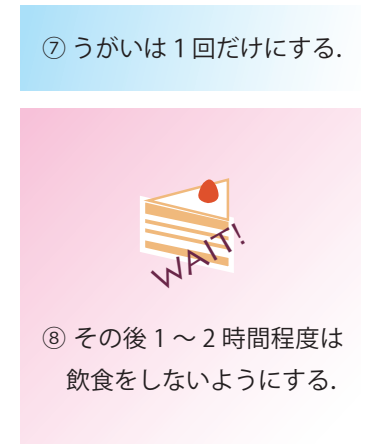 ⑦ うがいは 1 回だけにする.
WAIT!
⑧ その後 1 ～ 2 時間程度は
飲食をしないようにする.